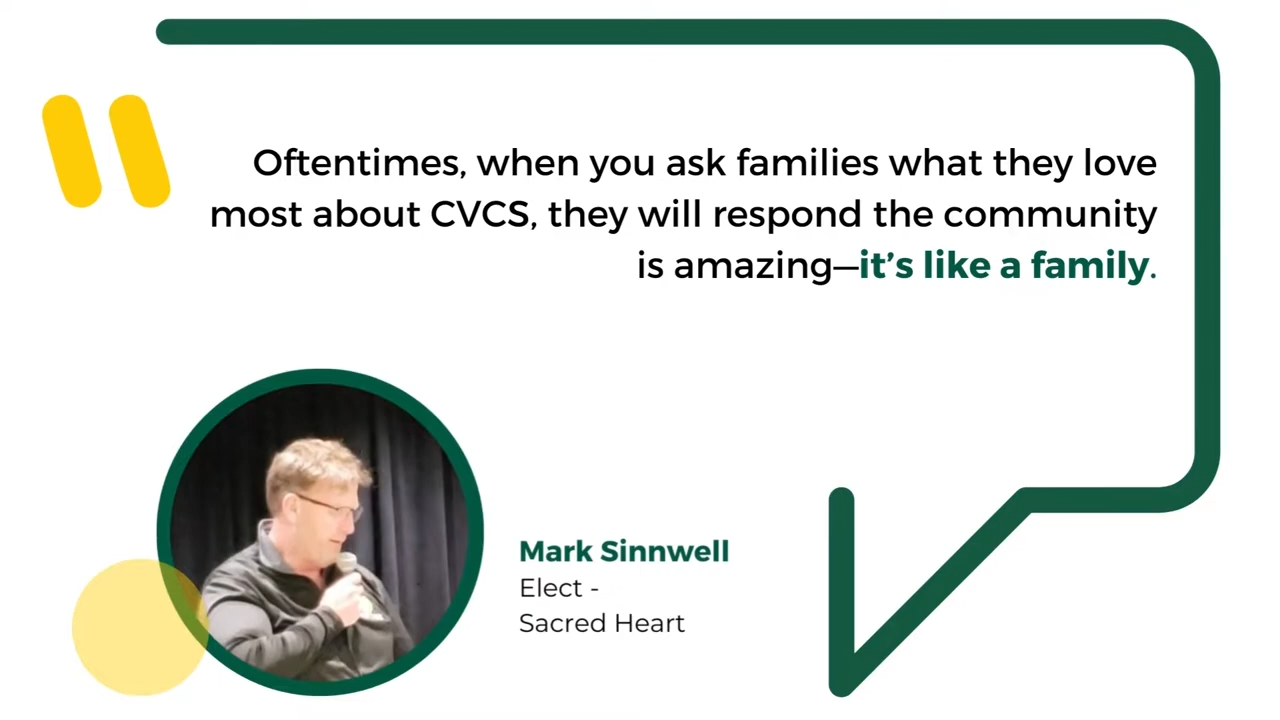 Oftentimes, when you ask families what they love
most about CVCS, they will respond the community
is amazing—it’s like a family.
Mark Sinnwell
Elect -
Sacred Heart